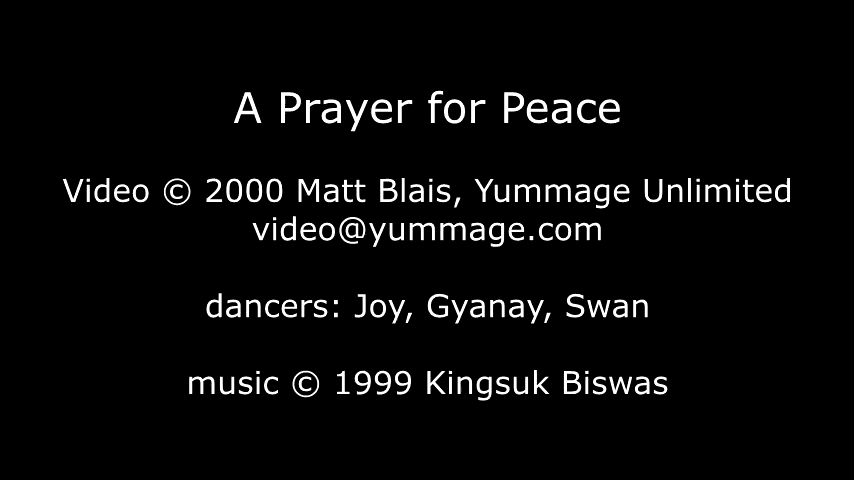 A Prayer for Peace
Video © 2000 Matt Blais, Yummage Unlimited
video@yummage.com
dancers: Joy, Gyanay, Swan
music © 1999 Kingsuk Biswas